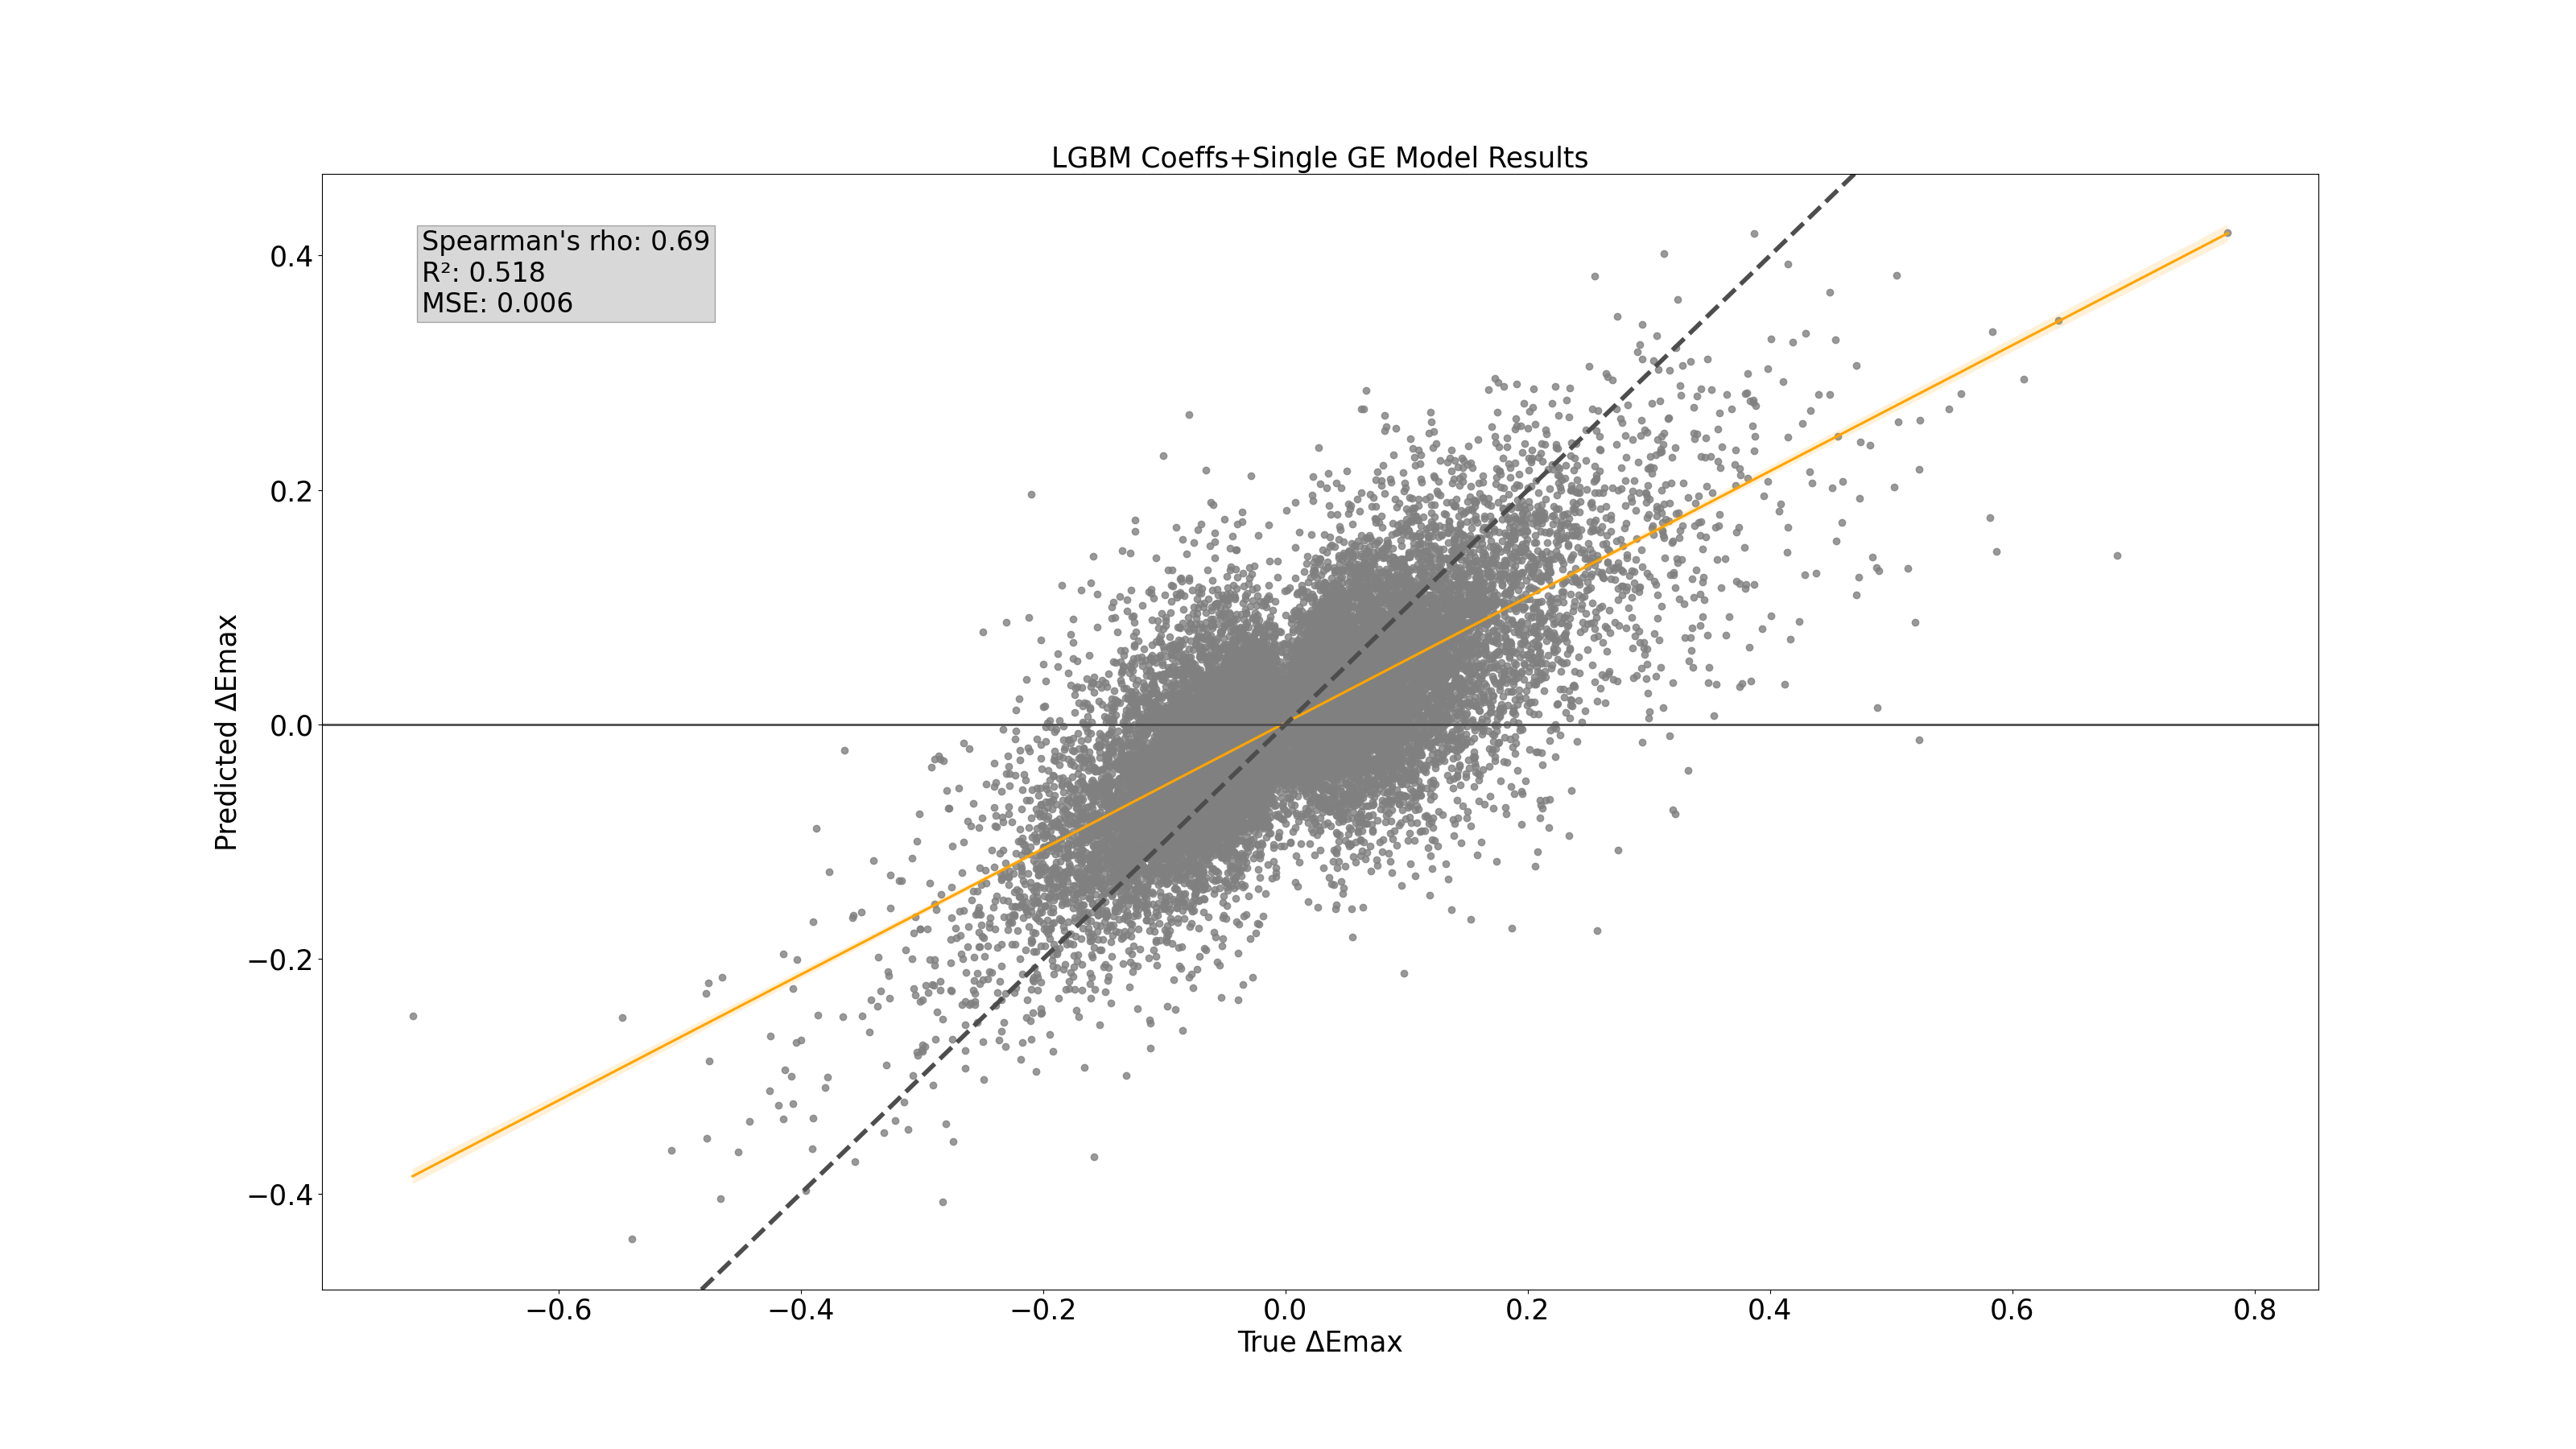 LGBM Coeffs+Single GE Model Results
Spearman's rho: 0.69
R²: 0.518
MSE: 0.006
Predicted ΔEmax
0.4
0.2
0.0
−0.2
−0.4
−0.6
−0.4
−0.2
0.0
0.2
0.4
0.6
0.8
True ΔEmax